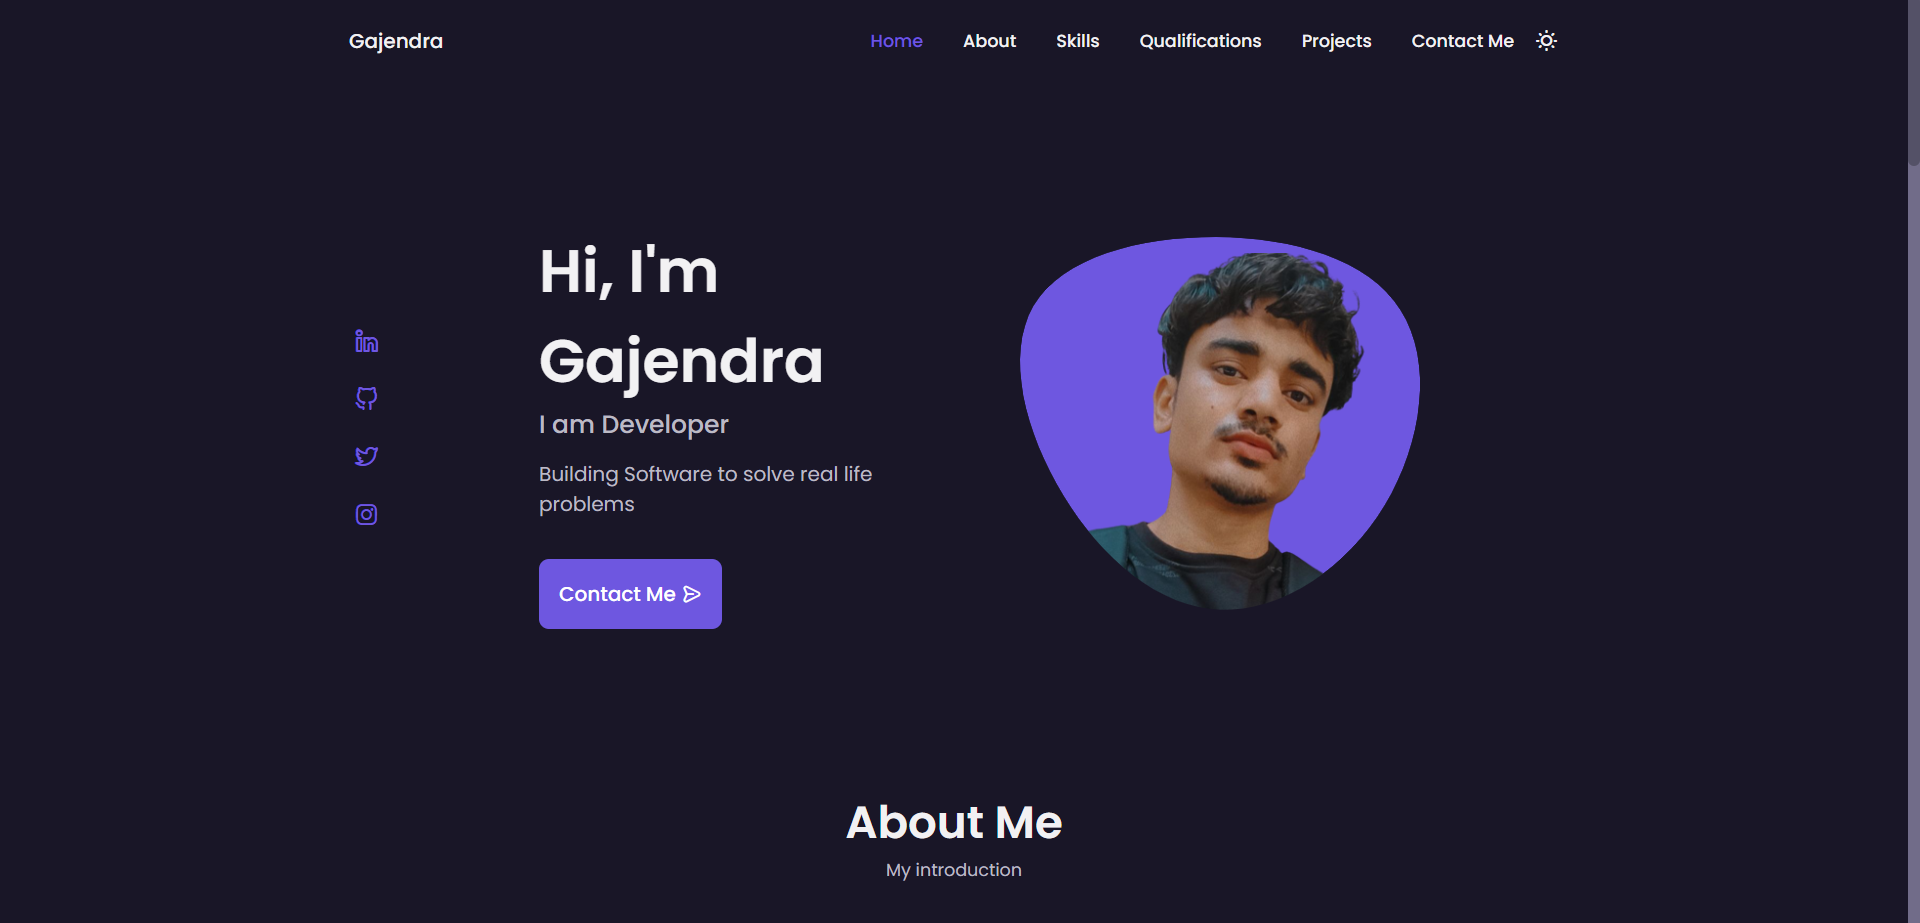 Gajendra
Home About Skills Qualifications Projects Contact Me
Hi, I'm
Gajendra
I am Developer
Building Software to solve real life
problems
Contact Me
About Me
My introduction